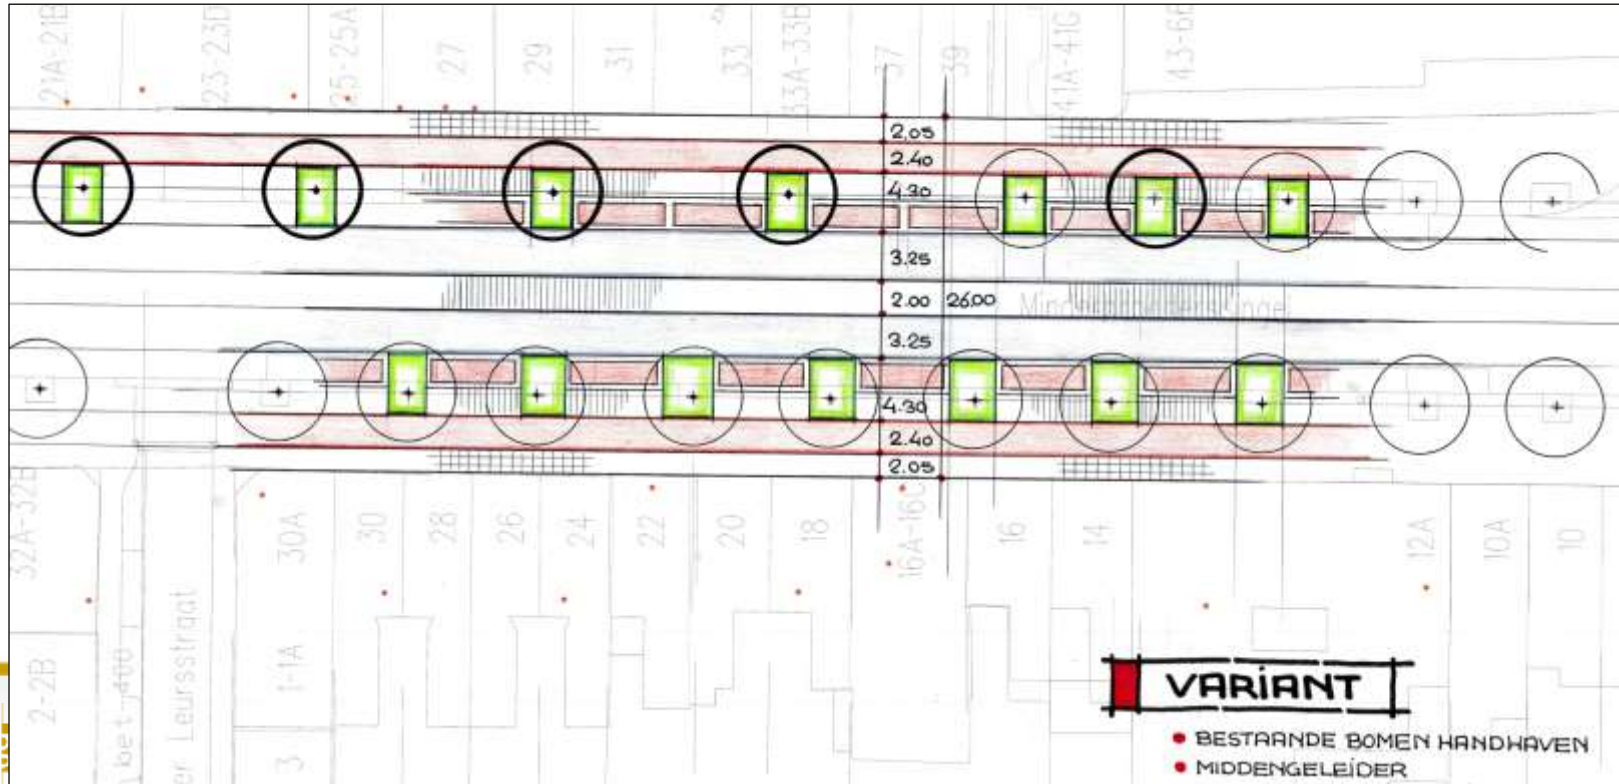 21A-21B
23-23D
25-25A
27
29
31
33
33A-33B
37
39
41A-41G
2.05
2.40
4.30
3.25
2.00 26.00
3.25
4.30
2.40
2.05
32A-32B
30A
30
28
26
24
22
20
18
16A-16G
16
14
12A
10A
10
2-2B
er Leursstraat
1-1A
3
VARIANT
BESTAANDE BOMEN HANDHAVEN
MIDDENGELEIDER